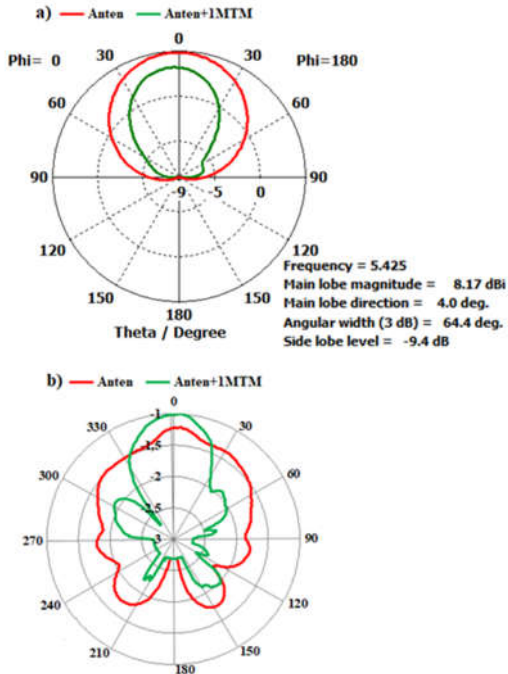 a) Anten Anten+1MTM
0
30 30
Phi= 0 Phi=180
60 60
90 9 -5 0 90
120 120
150 150
180
Theta / Degree
Frequency = 5.425
Main lobe magnitude = 8.17 dBi
Main lobe direction = 4.0 deg.
Angular width (3 dB) = 64.4 deg.
Side lobe level = -9.4 dB
b) Anten Anten+1MTM
0
-1
330 30
-1,5
300 60
-2
-2,5
270 -3 90
240 120
210 150
180